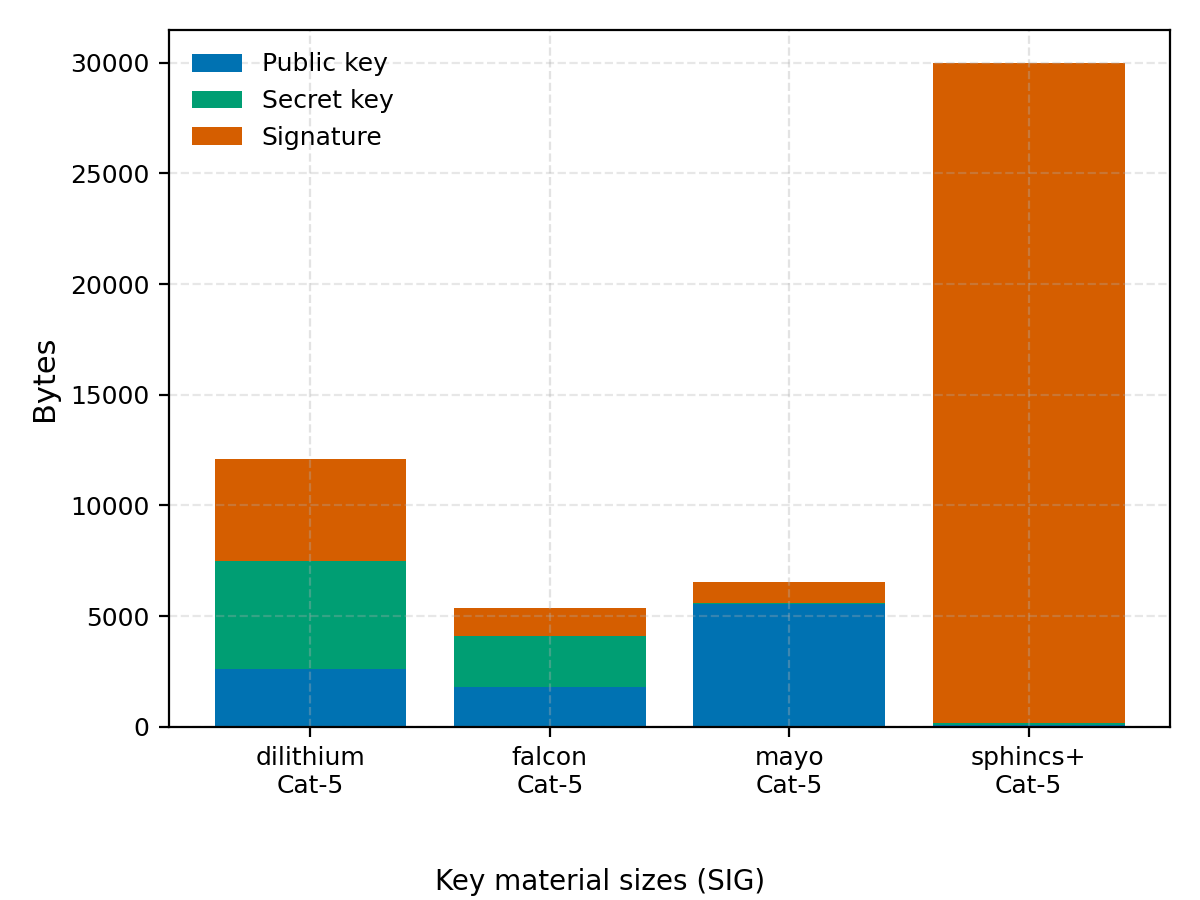 30000
25000
20000
15000
10000
5000
0
Bytes
Public key
Secret key
Signature
dilithium
Cat-5
falcon
Cat-5
mayo
Cat-5
sphincs+
Cat-5
Key material sizes (SIG)